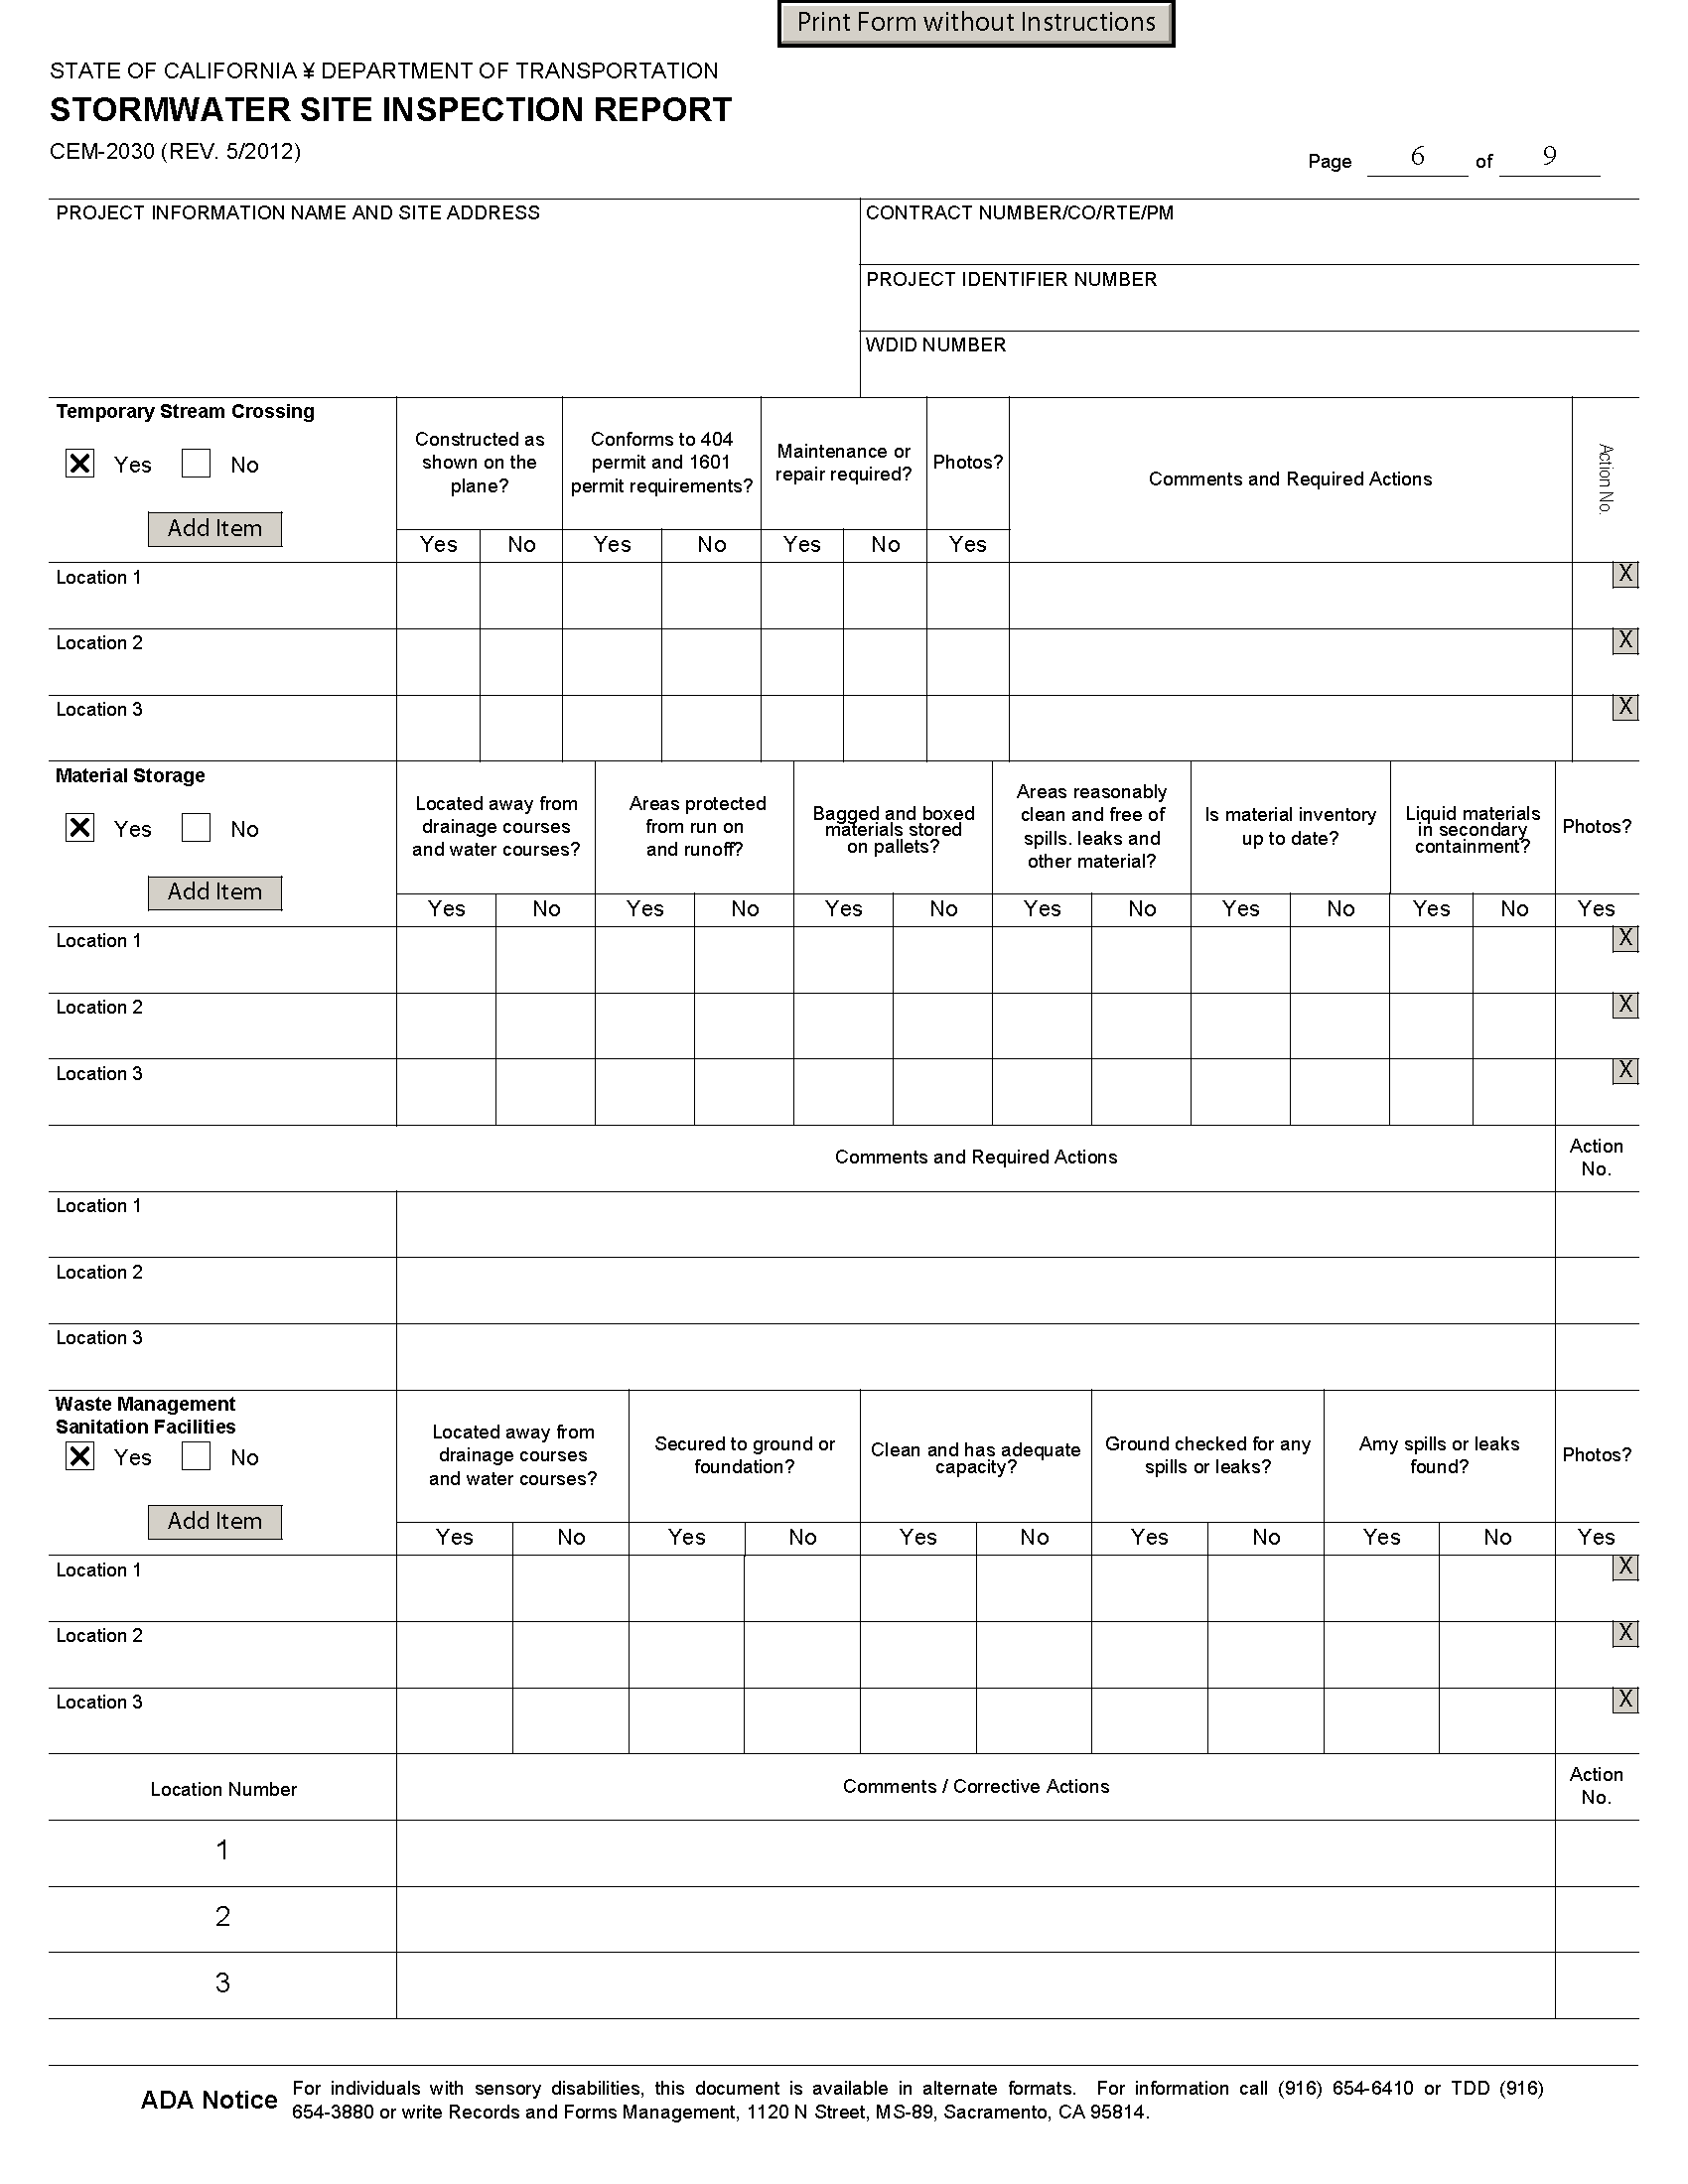 Print Form without Instructions
STATE OF CALIFORNIA ¥ DEPARTMENT OF TRANSPORTATION
STORMWATER SITE INSPECTION REPORT
CEM-2030 (REV. 5/2012)
Page 6 of 9
PROJECT INFORMATION NAME AND SITE ADDRESS
CONTRACT NUMBER/CO/RTE/PM
PROJECT IDENTIFIER NUMBER
WDID NUMBER
Temporary Stream Crossing
X Yes No
Add Item
Constructed as
shown on the
plane?
Conforms to 404
permit and 1601
permit requirements?
Maintenance or
repair required?
Photos?
Comments and Required Actions
Action No.
Yes No Yes No Yes No Yes
Location 1 X
Location 2 X
Location 3 X
Material Storage
X Yes No
Add Item
Located away from
drainage courses
and water courses?
Areas protected
from run on
and runoff?
Bagged and boxed
materials stored
on pallets?
Areas reasonably
clean and free of
spills. leaks and
other material?
Is material inventory
up to date?
Liquid materials
in secondary
containment?
Photos?
Yes No Yes No Yes No Yes No Yes No Yes No Yes
Location 1 X
Location 2 X
Location 3 X
Comments and Required Actions
Action
No.
Location 1
Location 2
Location 3
Waste Management
Sanitation Facilities
X Yes No
Add Item
Located away from
drainage courses
and water courses?
Secured to ground or
foundation?
Clean and has adequate
capacity?
Ground checked for any
spills or leaks?
Amy spills or leaks
found?
Photos?
Yes No Yes No Yes No Yes No Yes No Yes
Location 1 X
Location 2 X
Location 3 X
Location Number
Comments / Corrective Actions
Action
No.
1
2
3
ADA Notice
For individuals with sensory disabilities, this document is available in alternate formats. For information call (916) 654-6410 or TDD (916)
654-3880 or write Records and Forms Management, 1120 N Street, MS-89, Sacramento, CA 95814.